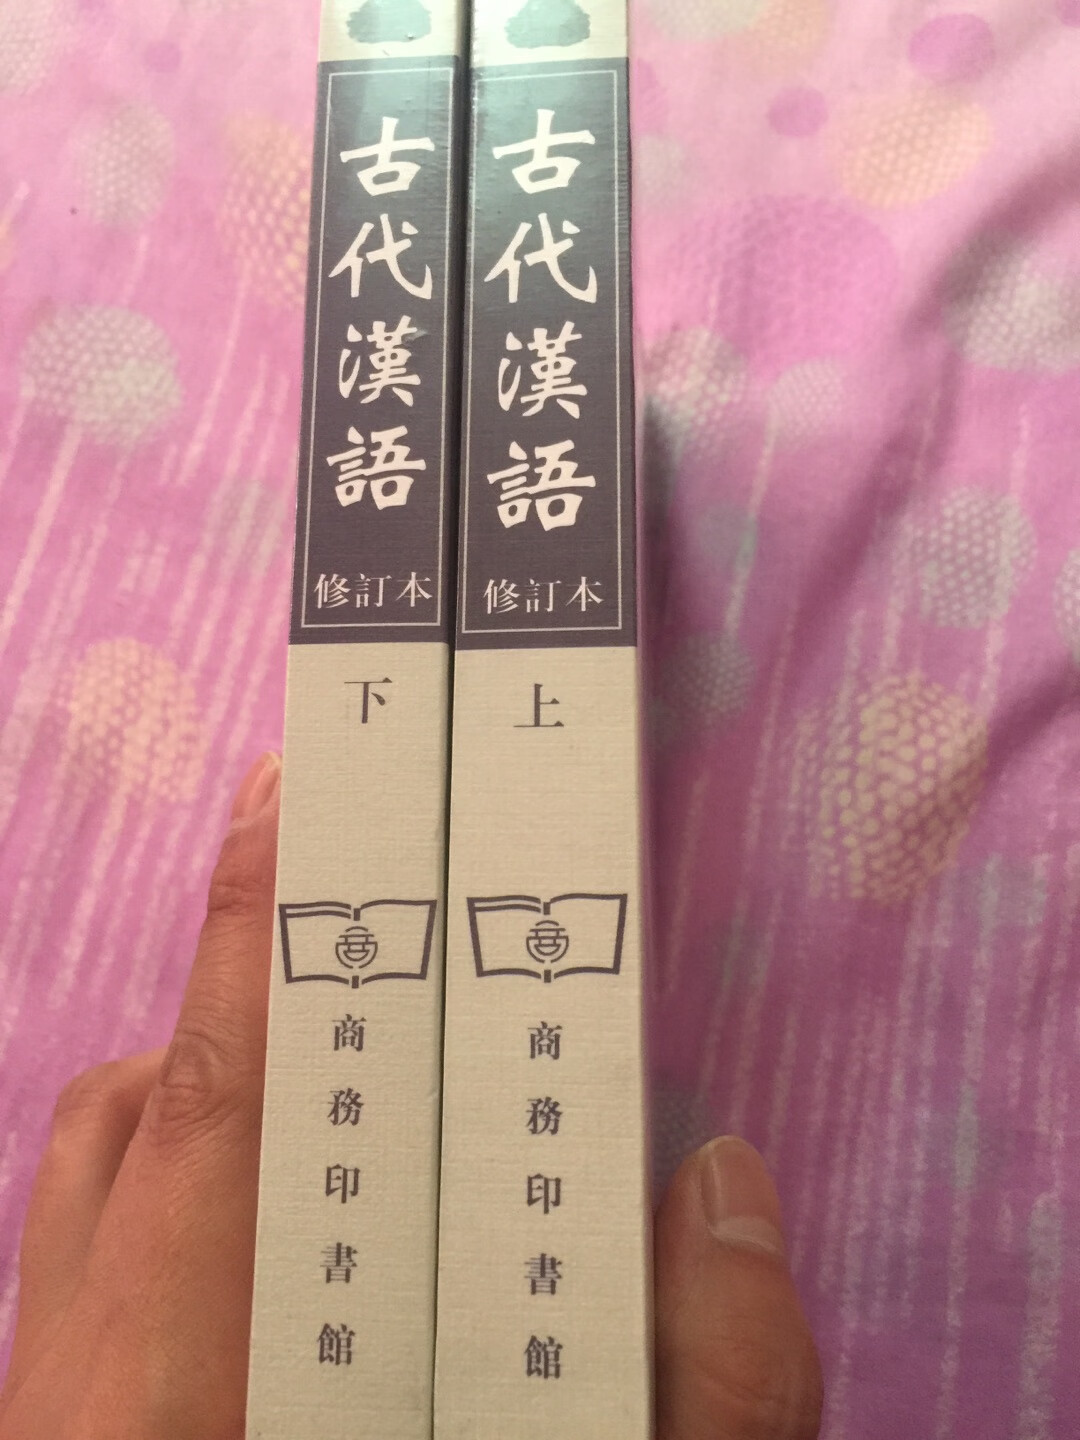 古代漢語
修訂本
下
商務印書館
古代漢語
修訂本
上
商務印書館